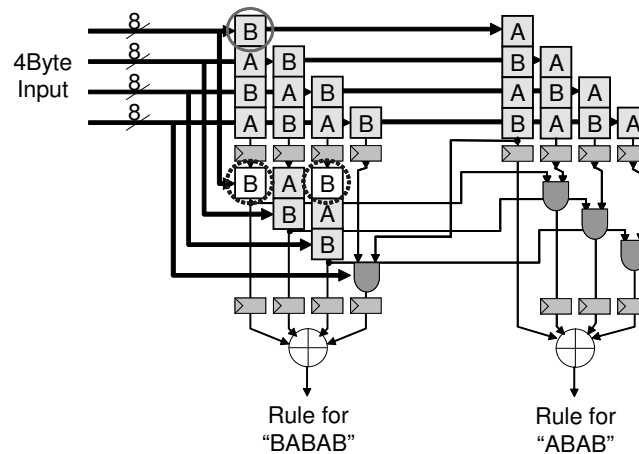 8 B A
4Byte 8 A B B A
Input 8 B A B A B A
8 A B A B B A B A
B A B
B A
B
Rule for
"BABAB"
Rule for
"ABAB"